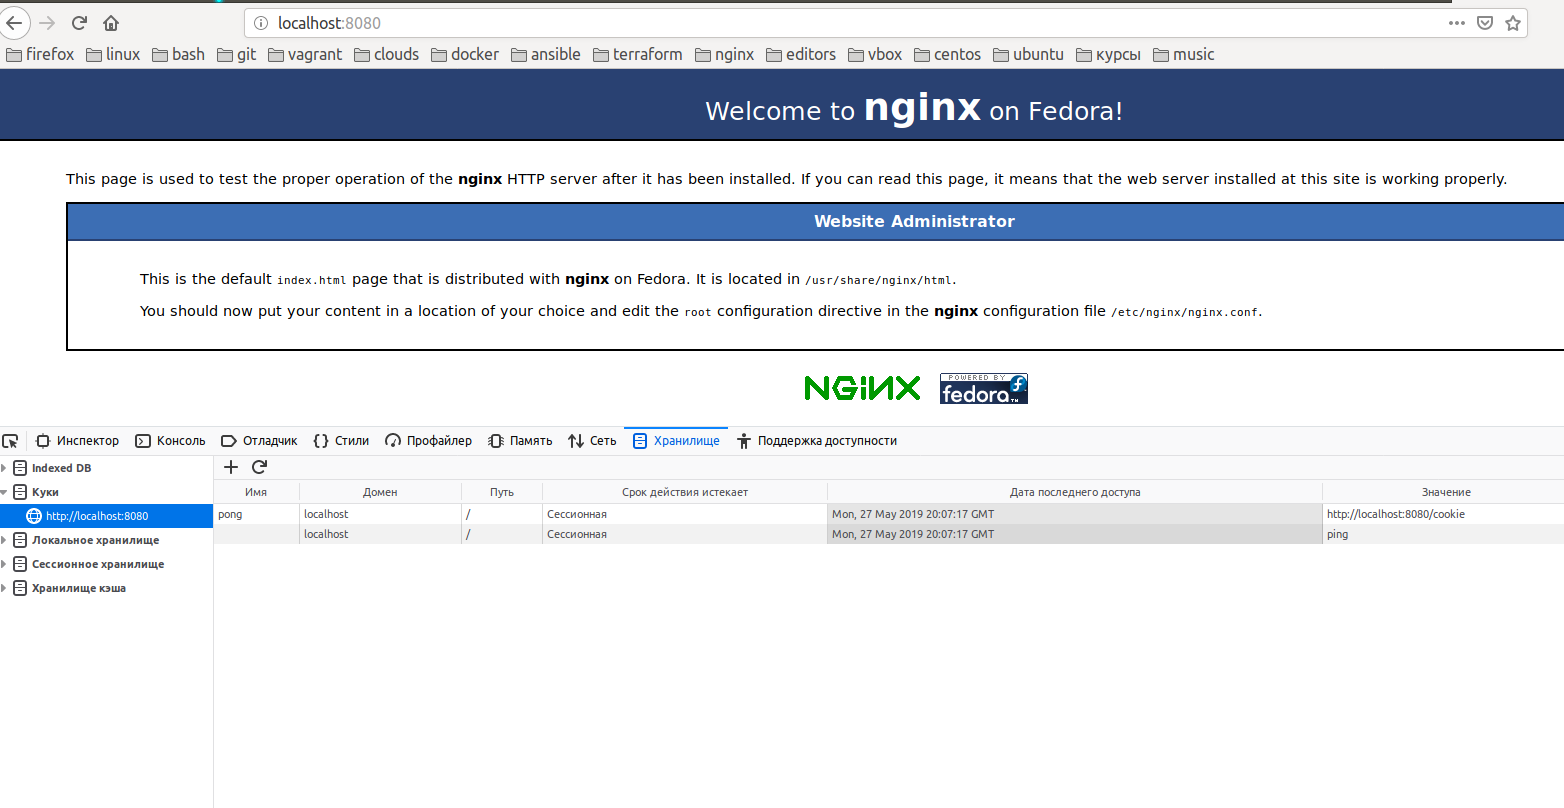 localhost:8080
firefox linux bash git vagrant clouds docker ansible terraform nginx editors vbox centos ubuntu курсы music
Welcome to nginx on Fedora!
This page is used to test the proper operation of the nginx HTTP server after it has been installed. If you can read this page, it means that the web server installed at this site is working properly.
Website Administrator
This is the default index.html page that is distributed with nginx on Fedora. It is located in /usr/share/nginx/html.
You should now put your content in a location of your choice and edit the root configuration directive in the nginx configuration file /etc/nginx/nginx.conf.
NGiNX POWERED BY fedora™
Инспектор Консоль Отладчик Стили Профайлер Память Сеть Хранилище Поддержка доступности
Indexed DB
Куки
http://localhost:8080
Локальное хранилище
Сессионное хранилище
Хранилище кэша
Имя Домен Путь Срок действия истекает Дата последнего доступа Значение
pong localhost / Сессионная Mon, 27 May 2019 20:07:17 GMT http://localhost:8080/cookie
localhost / Сессионная Mon, 27 May 2019 20:07:17 GMT ping